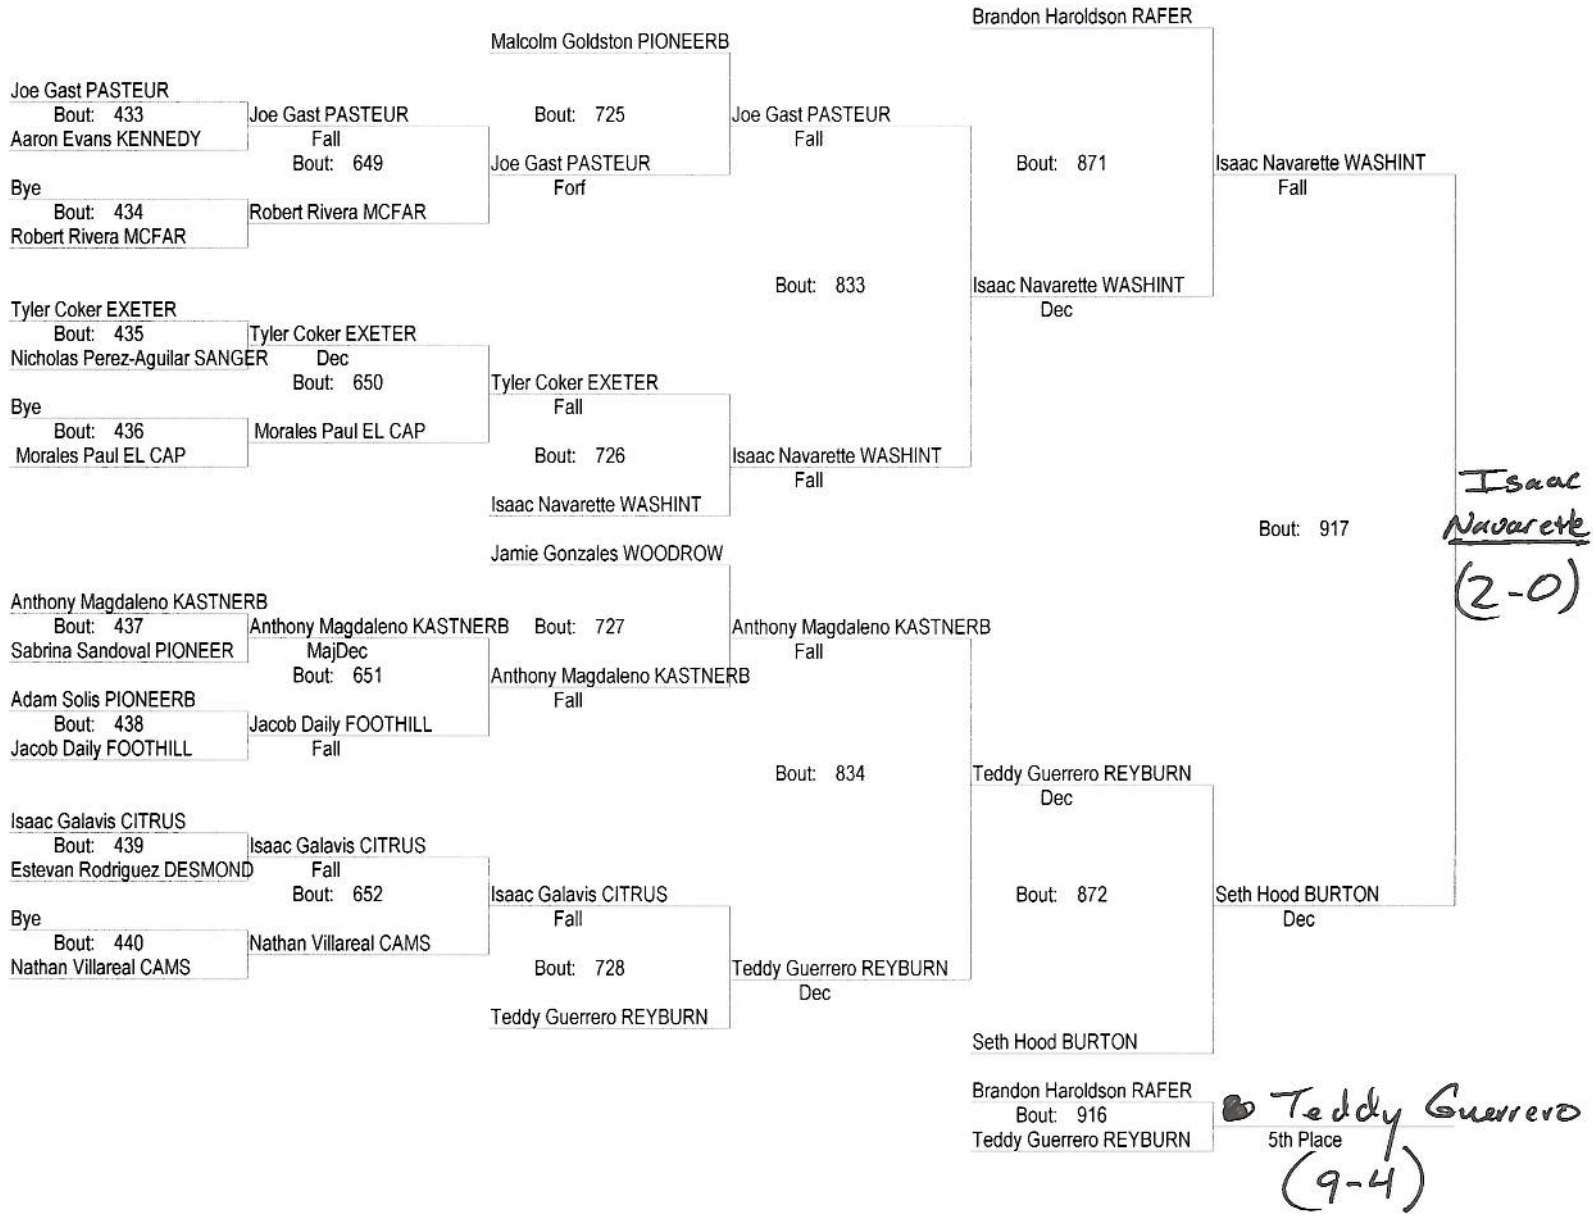 Brandon Haroldson RAFER
Malcolm Goldston PIONEERB
Joe Gast PASTEUR
Bout: 433
Aaron Evans KENNEDY
Joe Gast PASTEUR
Fall
Bout: 649
Bout: 725
Joe Gast PASTEUR
Fall
Joe Gast PASTEUR
Forf
Bout: 871
Isaac Navarette WASHINT
Fall
Bye
Bout: 434
Robert Rivera MCFAR
Robert Rivera MCFAR
Bout: 833
Isaac Navarette WASHINT
Dec
Tyler Coker EXETER
Bout: 435
Nicholas Perez-Aguilar SANGER
Tyler Coker EXETER
Dec
Bout: 650
Tyler Coker EXETER
Fall
Bye
Bout: 436
Morales Paul EL CAP
Morales Paul EL CAP
Bout: 726
Isaac Navarette WASHINT
Fall
Isaac Navarette WASHINT
Bout: 917
Isaac
Navarette
(2-0)
Jamie Gonzales WOODROW
Anthony Magdaleno KASTNERB
Bout: 437
Sabrina Sandoval PIONEER
Anthony Magdaleno KASTNERB
MajDec
Bout: 651
Bout: 727
Anthony Magdaleno KASTNERB
Fall
Anthony Magdaleno KASTNERB
Fall
Adam Solis PIONEERB
Bout: 438
Jacob Daily FOOTHILL
Jacob Daily FOOTHILL
Fall
Bout: 834
Teddy Guerrero REYBURN
Dec
Isaac Galavis CITRUS
Bout: 439
Estevan Rodriguez DESMOND
Isaac Galavis CITRUS
Fall
Bout: 652
Isaac Galavis CITRUS
Fall
Bout: 872
Seth Hood BURTON
Dec
Bye
Bout: 440
Nathan Villareal CAMS
Nathan Villareal CAMS
Bout: 728
Teddy Guerrero REYBURN
Dec
Teddy Guerrero REYBURN
Seth Hood BURTON
Brandon Haroldson RAFER
Bout: 916
Teddy Guerrero REYBURN
Teddy Guerrero
5th Place
(9-4)